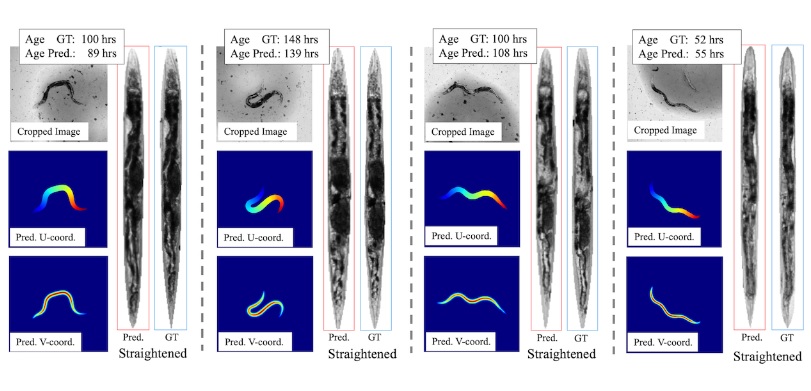 Age GT: 100 hrs
Age Pred.: 89 hrs
Cropped Image
Pred. U-coord.
Pred. V-coord.
Pred. GT
Straightened
Age GT: 148 hrs
Age Pred.: 139 hrs
Cropped Image
Pred. U-coord.
Pred. V-coord.
Pred. GT
Straightened
Age GT: 100 hrs
Age Pred.: 108 hrs
Cropped Image
Pred. U-coord.
Pred. V-coord.
Pred. GT
Straightened
Age GT: 52 hrs
Age Pred.: 55 hrs
Cropped Image
Pred. U-coord.
Pred. V-coord.
Pred. GT
Straightened